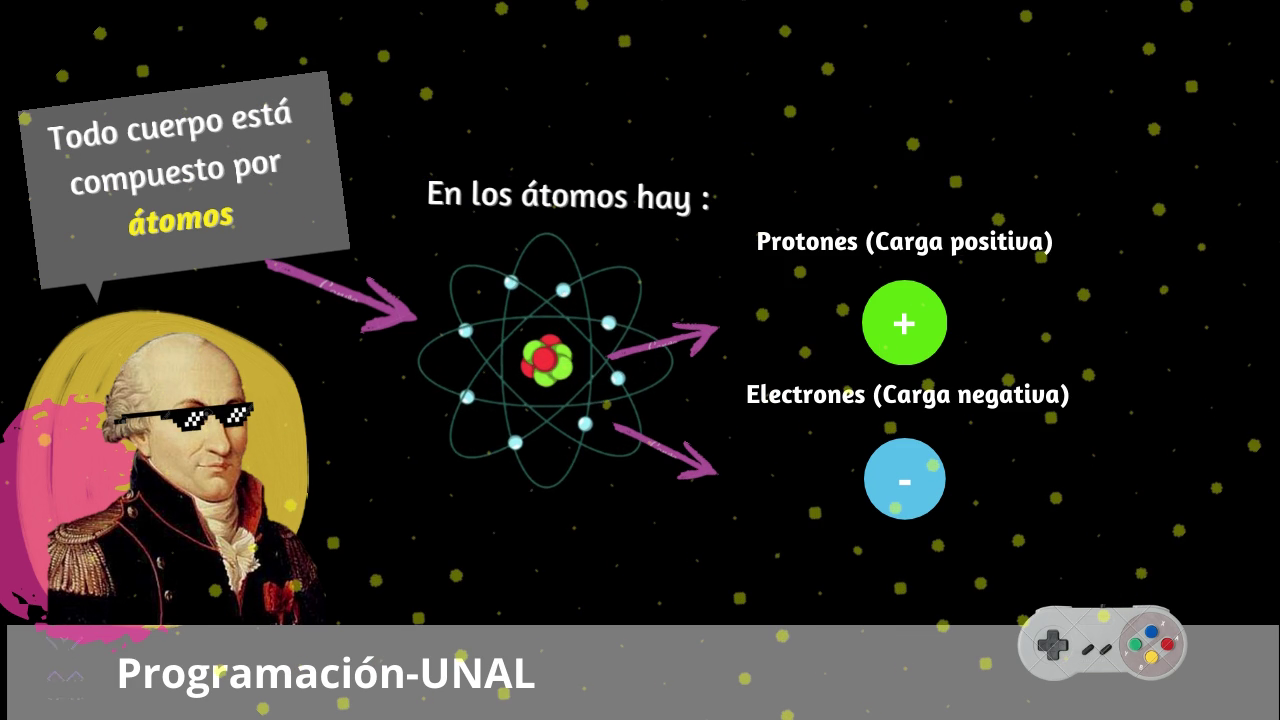 Todo cuerpo está
compuesto por
átomos
En los átomos hay :
Protones (Carga positiva)
+
Electrones (Carga negativa)
-
Programación-UNAL